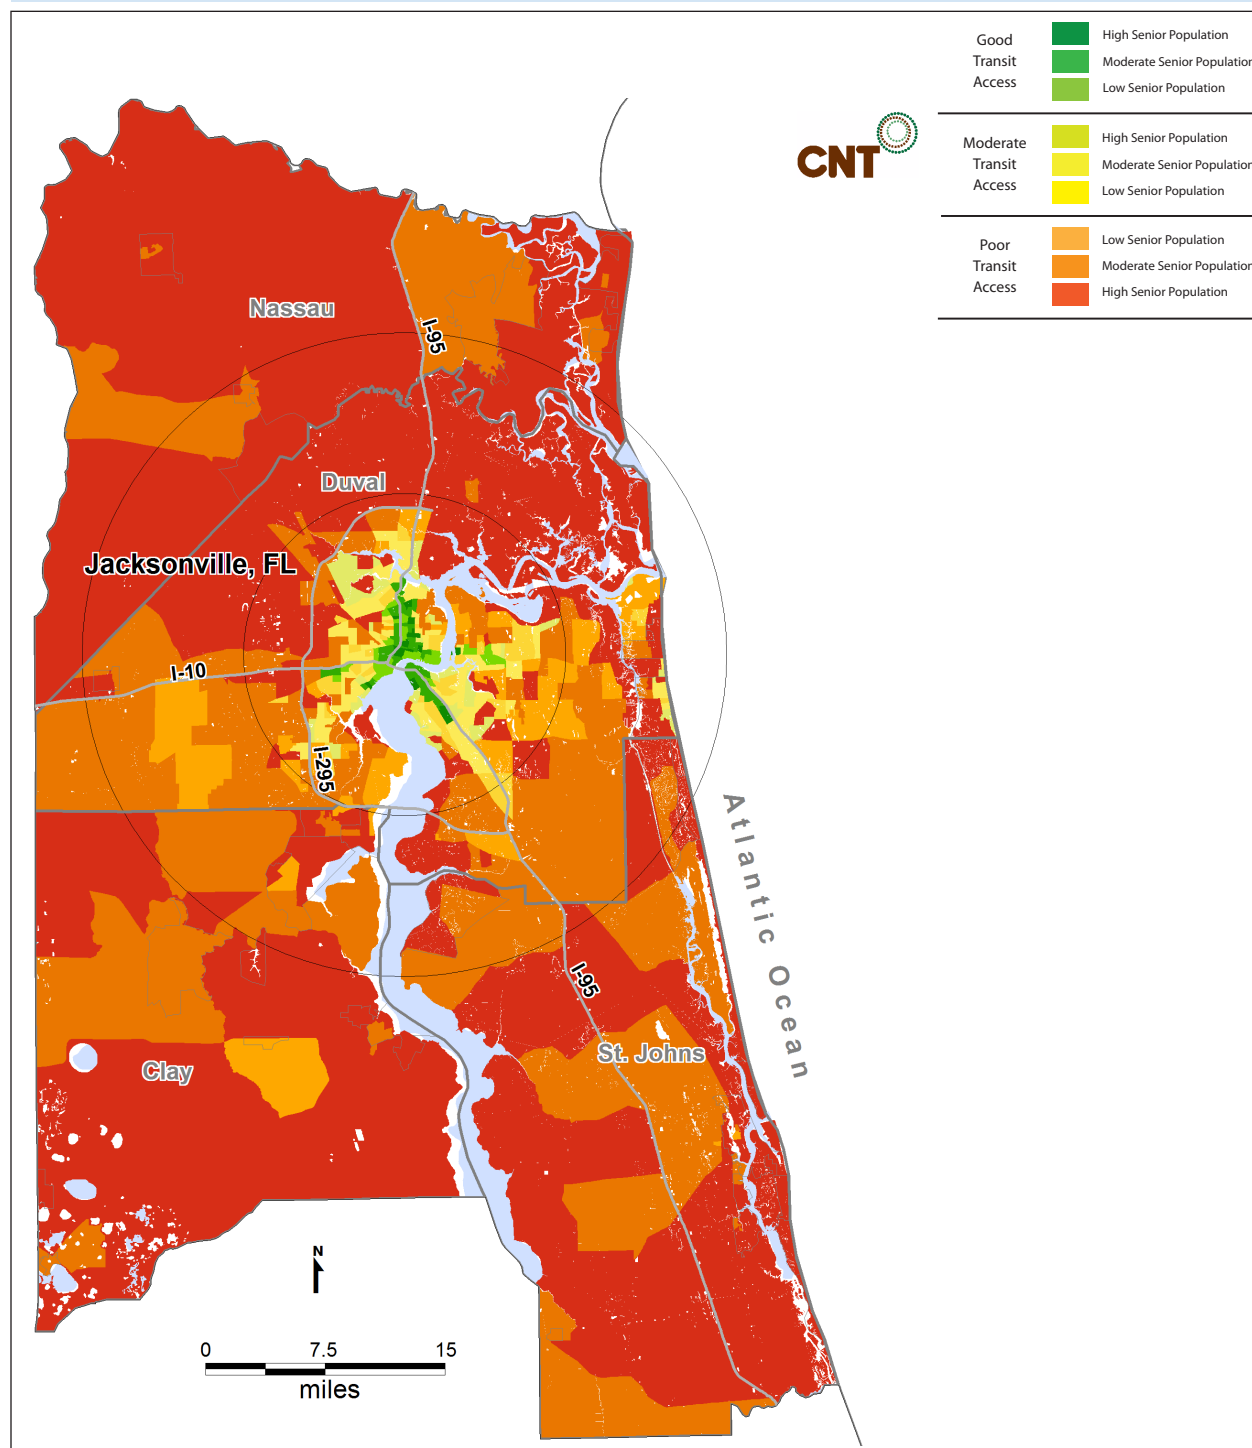 Good
Transit
Access
High Senior Population
Moderate Senior Population
Low Senior Population
Moderate
Transit
Access
High Senior Population
Moderate Senior Population
Low Senior Population
Poor
Transit
Access
Low Senior Population
Moderate Senior Population
High Senior Population
CNT
Nassau
I-95
Duval
Jacksonville, FL
I-10
I-295
Atlantic Ocean
I-95
St. Johns
Clay
N
0 7.5 15
miles